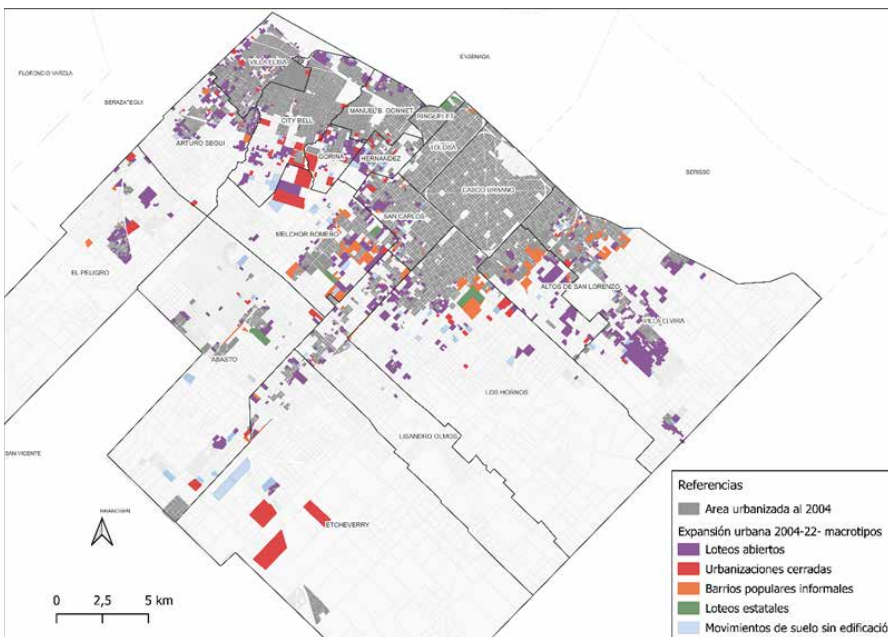 ENSENADA
FLORENCIO VARELA
VILLA ELISA
BERAZATEGUI
MANUEL B. GONNET
RINGUELET
CITY BELL
ARTURO SEGUI
TOLOSA
GORINA
HERNANDEZ
BERISSO
CASCO URBANO
SAN CARLOS
MELCHOR ROMERO
EL PELIGRO
ALTOS DE SAN LORENZO
VILLA ELVIRA
ABASTO
LOS HORNOS
LISANDRO OLMOS
SAN VICENTE
ETCHEVERRY
0 2,5 5 km
Referencias
Area urbanizada al 2004
Expansión urbana 2004-22- macrotipos
Loteos abiertos
Urbanizaciones cerradas
Barrios populares informales
Loteos estatales
Movimientos de suelo sin edificació